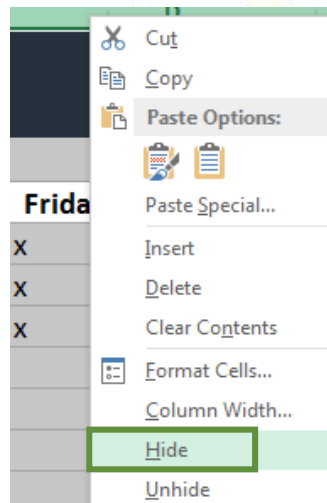 Cut
Copy
Paste Options:
Frida
Paste Special...
x
Insert
x
Delete
x
Clear Contents
Format Cells...
Column Width...
Hide
Unhide